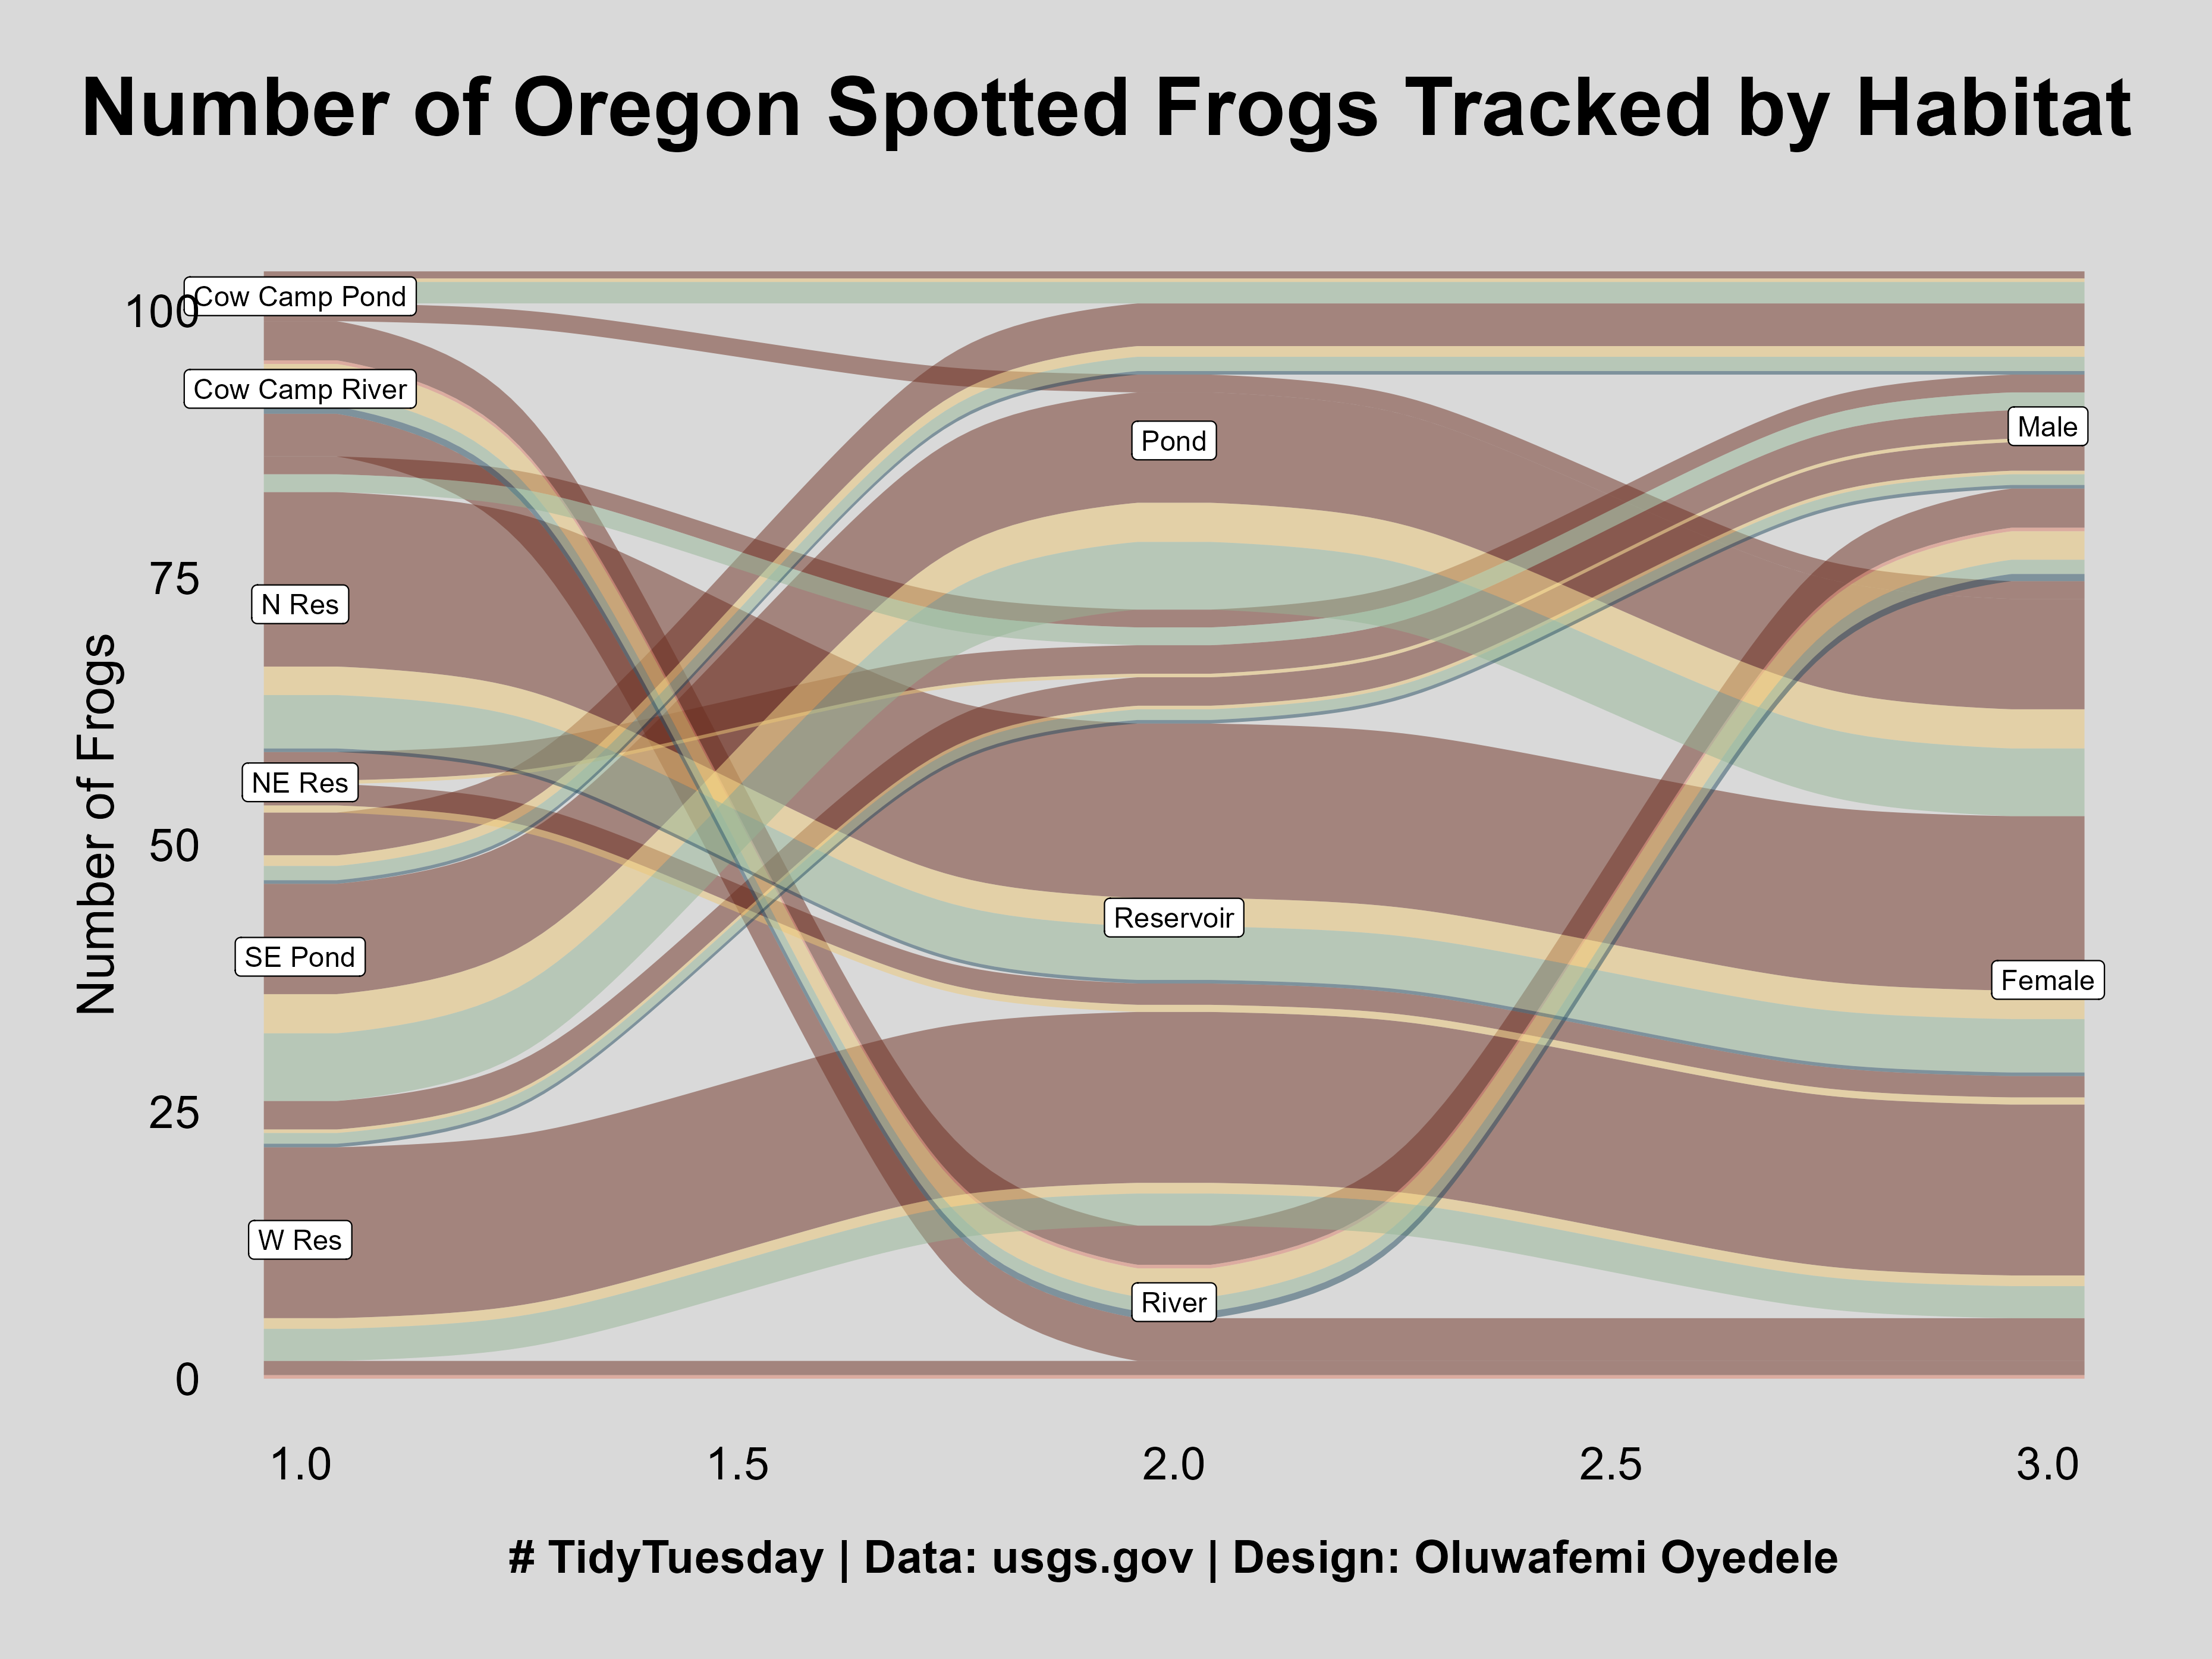 Number of Oregon Spotted Frogs Tracked by Habitat
Number of Frogs
100
75
50
25
0
Cow Camp Pond
Cow Camp River
N Res
NE Res
SE Pond
W Res
Pond
Reservoir
River
Male
Female
1.0 1.5 2.0 2.5 3.0
# TidyTuesday | Data: usgs.gov | Design: Oluwafemi Oyedele